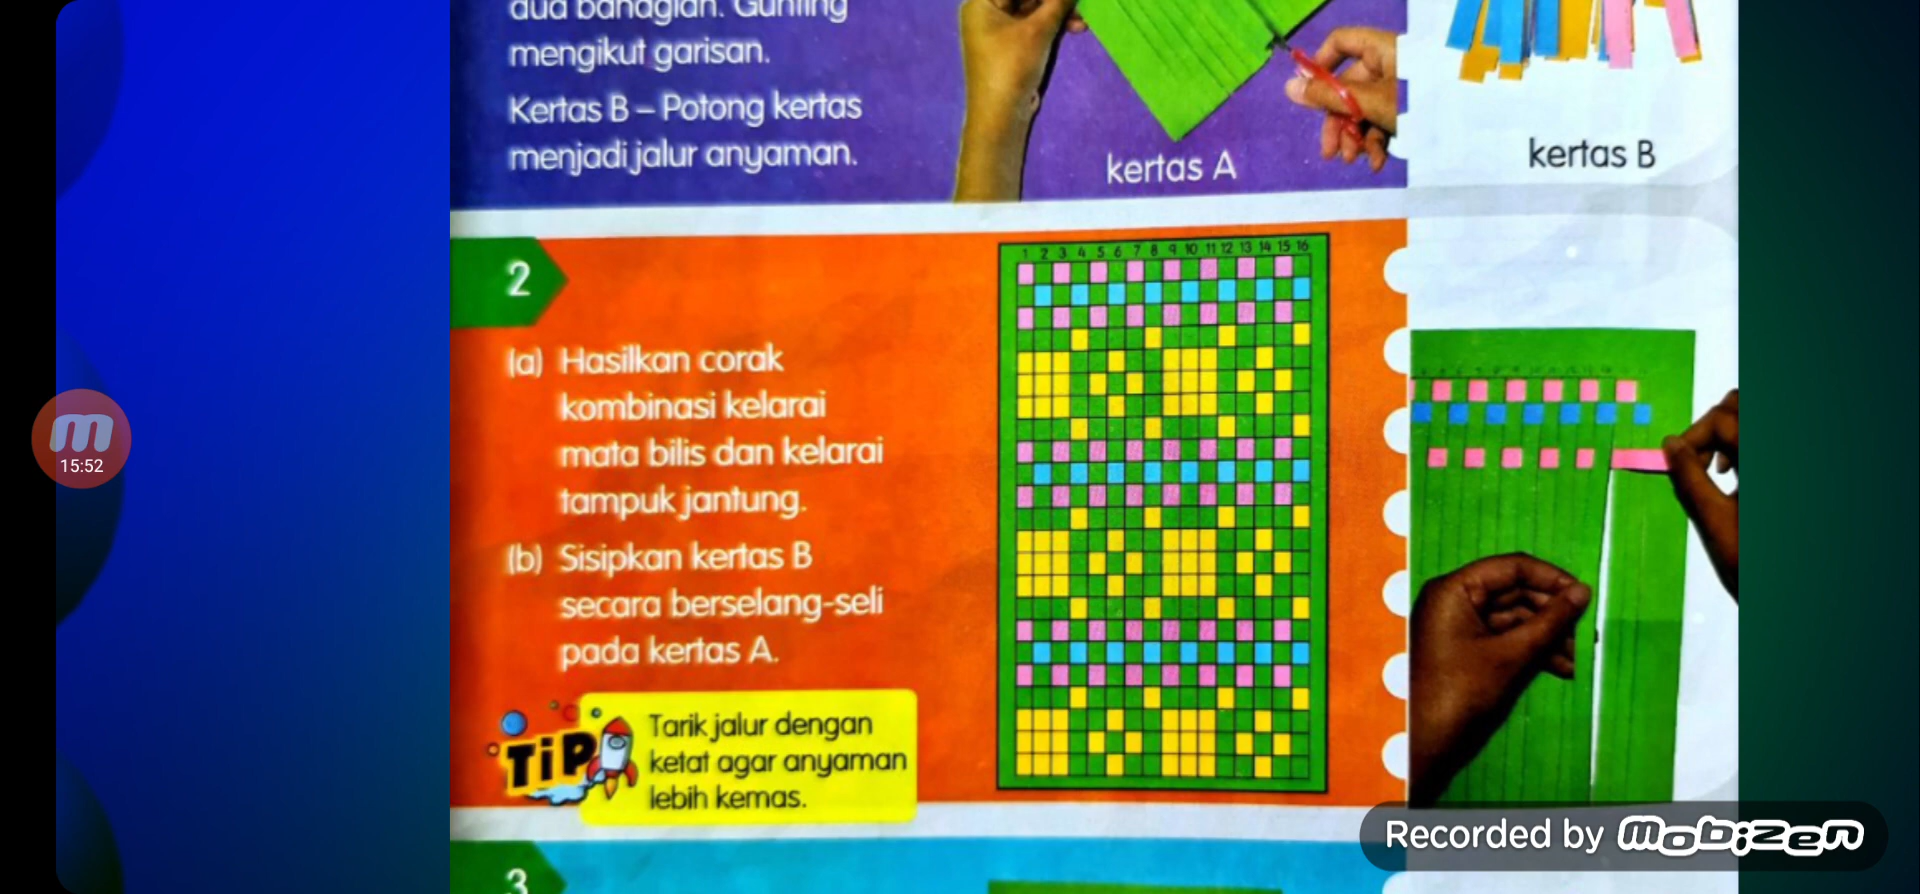 dua bahagian. Gunting
mengikut garisan.
Kertas B – Potong kertas
menjadi jalur anyaman.
kertas A
kertas B
2
1 2 3 4 5 6 7 8 9 10 11 12 13 14 15 16
(a) Hasilkan corak
kombinasi kelarai
mata bilis dan kelarai
tampuk jantung.
(b) Sisipkan kertas B
secara berselang-seli
pada kertas A.
TiP
Tarik jalur dengan
ketat agar anyaman
lebih kemas.
3
m
15:52
Recorded by mobizen